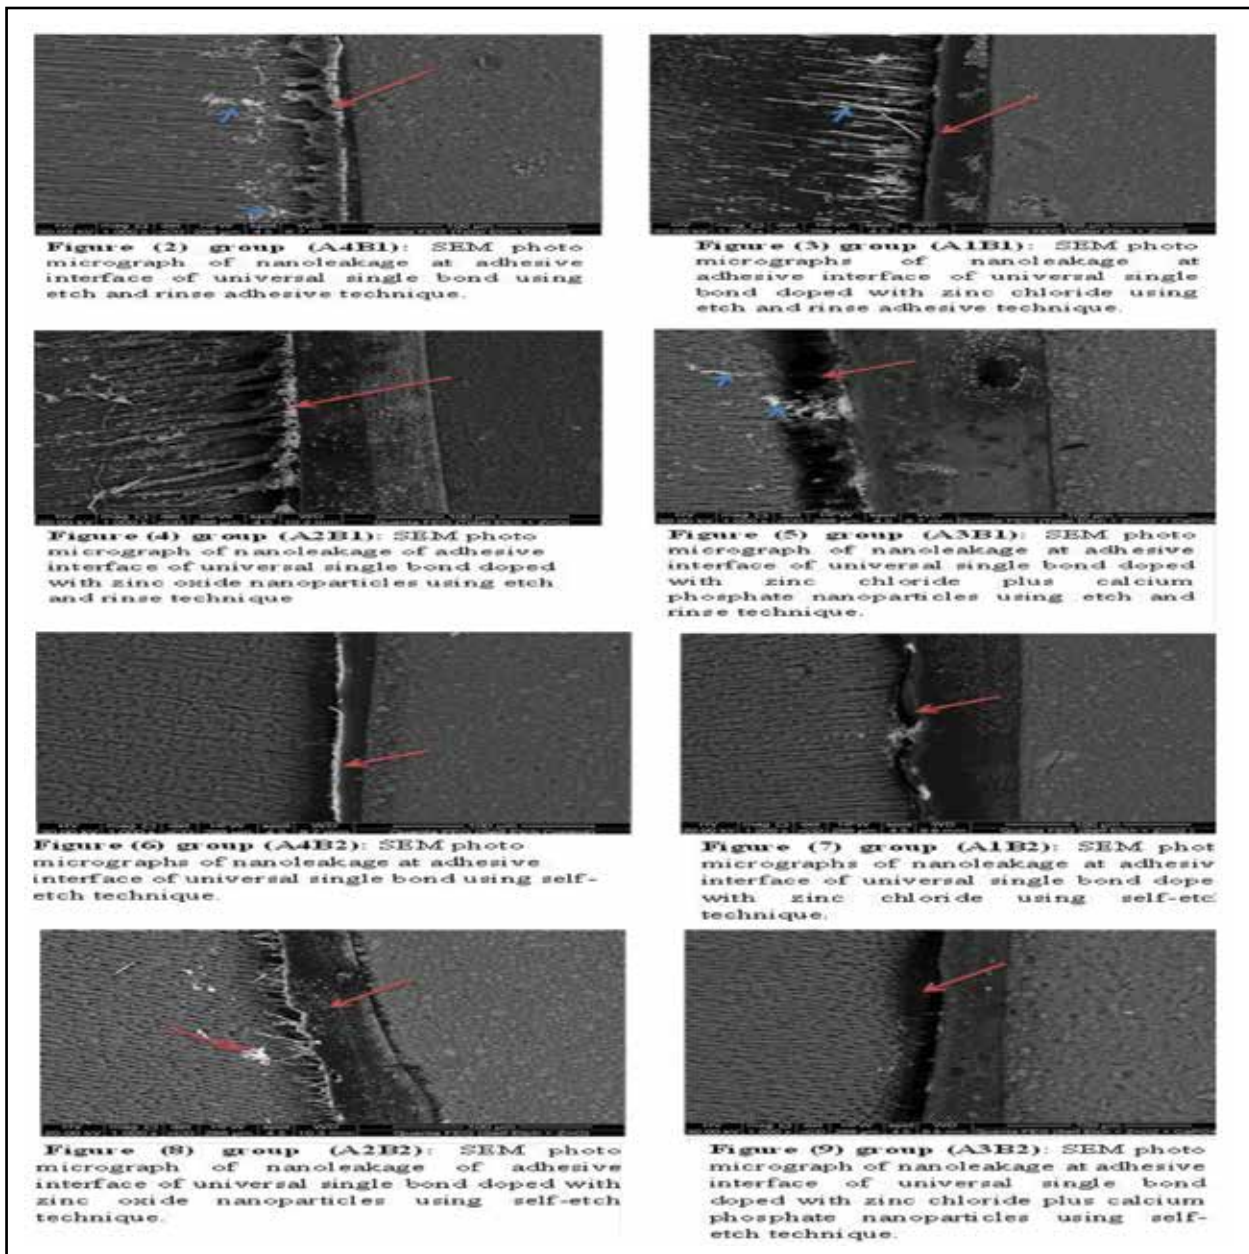 Figure (2) group (A4B1): SEM photo
micrograph of nanoleakage at adhesive
interface of universal single bond using
etch and rinse adhesive technique.
Figure (3) group (A1B1): SEM photo
micrographs of nanoleakage at
adhesive interface of universal single
bond doped with zinc chloride using
etch and rinse adhesive technique.
Figure (4) group (A2B1): SEM photo
micrograph of nanoleakage of adhesive
interface of universal single bond doped
with zinc oxide nanoparticles using etch
and rinse technique
Figure (5) group (A3B1): SEM photo
micrograph of nanoleakage at adhesive
interface of universal single bond doped
with zinc chloride plus calcium
phosphate nanoparticles using etch and
rinse technique.
Figure (6) group (A4B2): SEM photo
micrographs of nanoleakage at adhesive
interface of universal single bond using self-
etch technique.
Figure (7) group (A1B2): SEM phot
micrographs of nanoleakage at adhesiv
interface of universal single bond dope
with zinc chloride using self-etc
technique.
Figure (8) group (A2B2): SEM photo
micrograph of nanoleakage of adhesive
interface of universal single bond doped with
zinc oxide nanoparticles using self-etch
technique.
Figure (9) group (A3B2): SEM photo
micrograph of nanoleakage at adhesive
interface of universal single bond
doped with zinc chloride plus calcium
phosphate nanoparticles using self-
etch technique.